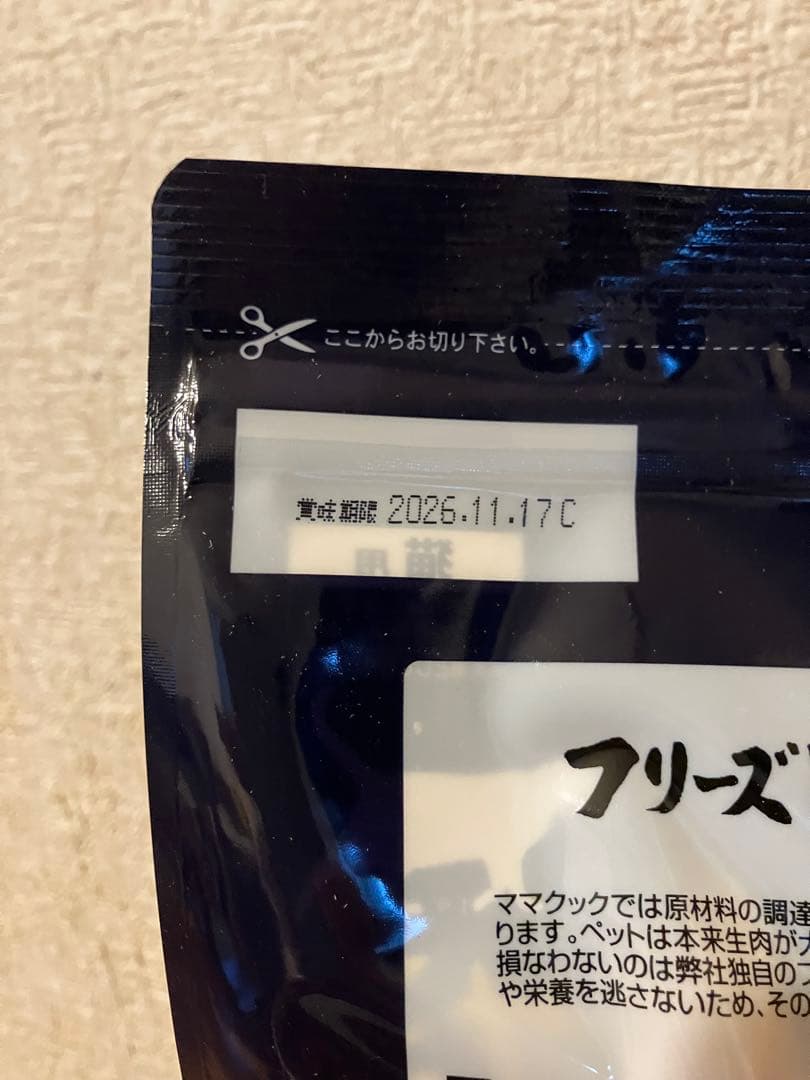 ここからお切り下さい。
賞味期限 2026.11.17 C
猫用
フリーズ
ママクックでは原材料の調達
ります。ペットは本来生肉が
損なわないのは弊社独自の
や栄養を逃さないため、その